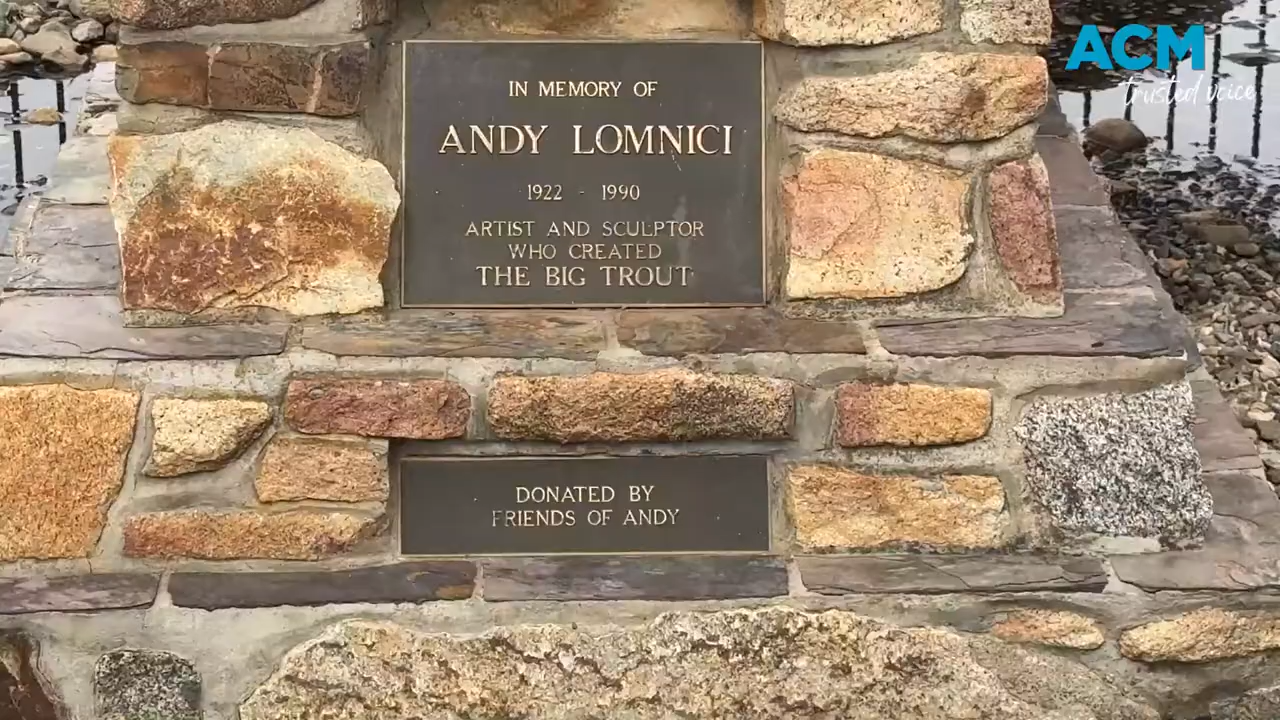 ACM
trusted voice
IN MEMORY OF
ANDY LOMNICI
1922 - 1990
ARTIST AND SCULPTOR
WHO CREATED
THE BIG TROUT
DONATED BY
FRIENDS OF ANDY